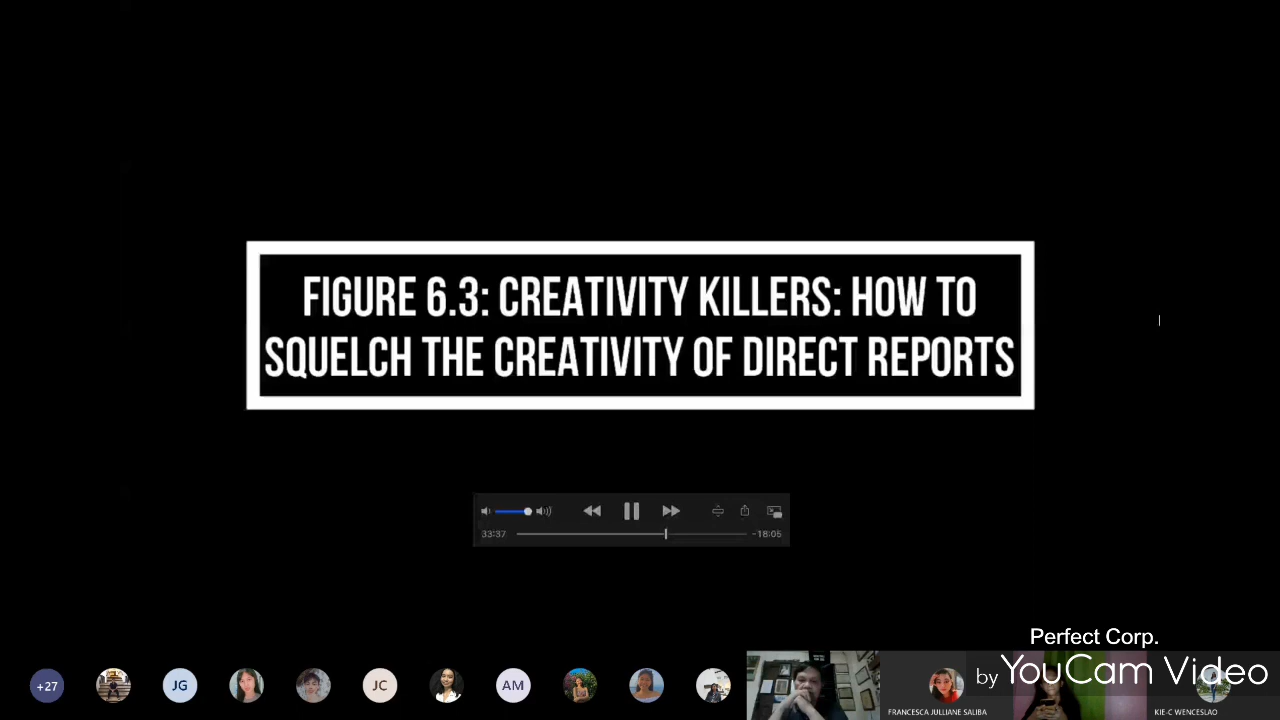 FIGURE 6.3: CREATIVITY KILLERS: HOW TO
SQUELCH THE CREATIVITY OF DIRECT REPORTS
33:37
-18:05
Perfect Corp.
by YouCam Video
+27
JG
JC
AM
FRANCESCA JULLIANE SALIBA
KIE-C WENCESLAO